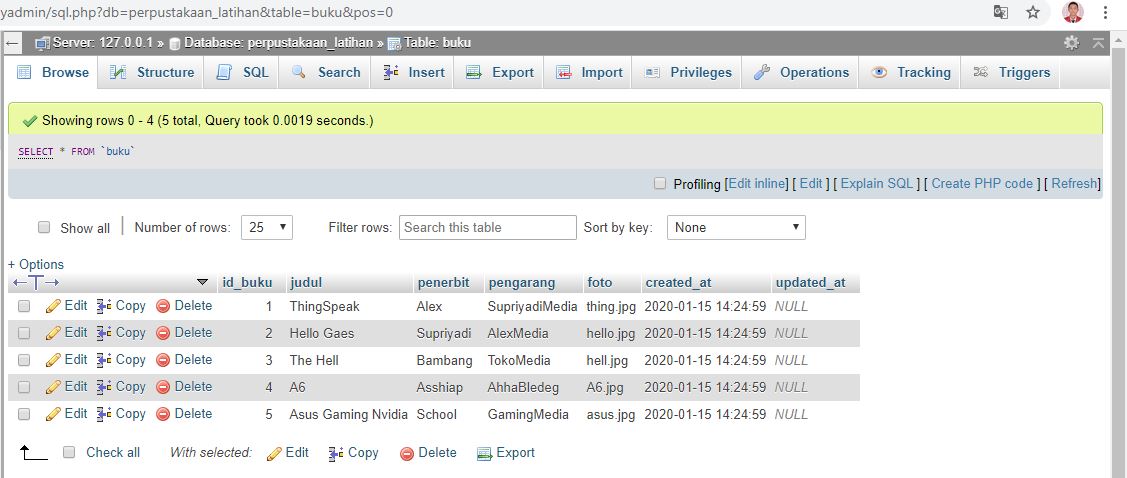 yadmin/sql.php?db=perpustakaan_latihan&table=buku&pos=0
Server: 127.0.0.1 » Database: perpustakaan_latihan » Table: buku
Browse Structure SQL Search Insert Export Import Privileges Operations Tracking Triggers
Showing rows 0 - 4 (5 total, Query took 0.0019 seconds.)
SELECT * FROM `buku`
Profiling [Edit inline] [ Edit ] [ Explain SQL ] [ Create PHP code ] [ Refresh]
Show all | Number of rows: 25 Filter rows: Search this table Sort by key: None
+ Options
←T→ id_buku judul penerbit pengarang foto created_at updated_at
Edit Copy Delete 1 ThingSpeak Alex SupriyadiMedia thing.jpg 2020-01-15 14:24:59 NULL
Edit Copy Delete 2 Hello Gaes Supriyadi AlexMedia hello.jpg 2020-01-15 14:24:59 NULL
Edit Copy Delete 3 The Hell Bambang TokoMedia hell.jpg 2020-01-15 14:24:59 NULL
Edit Copy Delete 4 A6 Asshiap AhhaBledeg A6.jpg 2020-01-15 14:24:59 NULL
Edit Copy Delete 5 Asus Gaming Nvidia School GamingMedia asus.jpg 2020-01-15 14:24:59 NULL
Check all With selected: Edit Copy Delete Export